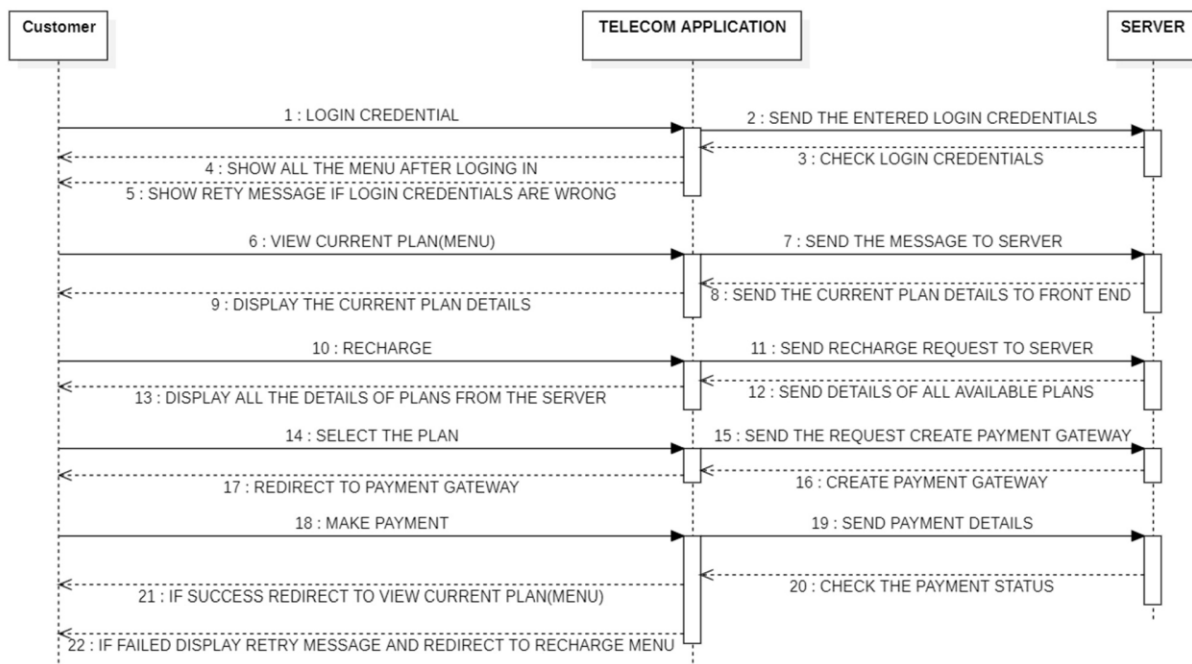 Customer
TELECOM APPLICATION
SERVER
1 : LOGIN CREDENTIAL
2 : SEND THE ENTERED LOGIN CREDENTIALS
3 : CHECK LOGIN CREDENTIALS
4 : SHOW ALL THE MENU AFTER LOGING IN
5 : SHOW RETY MESSAGE IF LOGIN CREDENTIALS ARE WRONG
6 : VIEW CURRENT PLAN(MENU)
7 : SEND THE MESSAGE TO SERVER
8 : SEND THE CURRENT PLAN DETAILS TO FRONT END
9 : DISPLAY THE CURRENT PLAN DETAILS
10 : RECHARGE
11 : SEND RECHARGE REQUEST TO SERVER
12 : SEND DETAILS OF ALL AVAILABLE PLANS
13 : DISPLAY ALL THE DETAILS OF PLANS FROM THE SERVER
14 : SELECT THE PLAN
15 : SEND THE REQUEST CREATE PAYMENT GATEWAY
16 : CREATE PAYMENT GATEWAY
17 : REDIRECT TO PAYMENT GATEWAY
18 : MAKE PAYMENT
19 : SEND PAYMENT DETAILS
20 : CHECK THE PAYMENT STATUS
21 : IF SUCCESS REDIRECT TO VIEW CURRENT PLAN(MENU)
22 : IF FAILED DISPLAY RETRY MESSAGE AND REDIRECT TO RECHARGE MENU